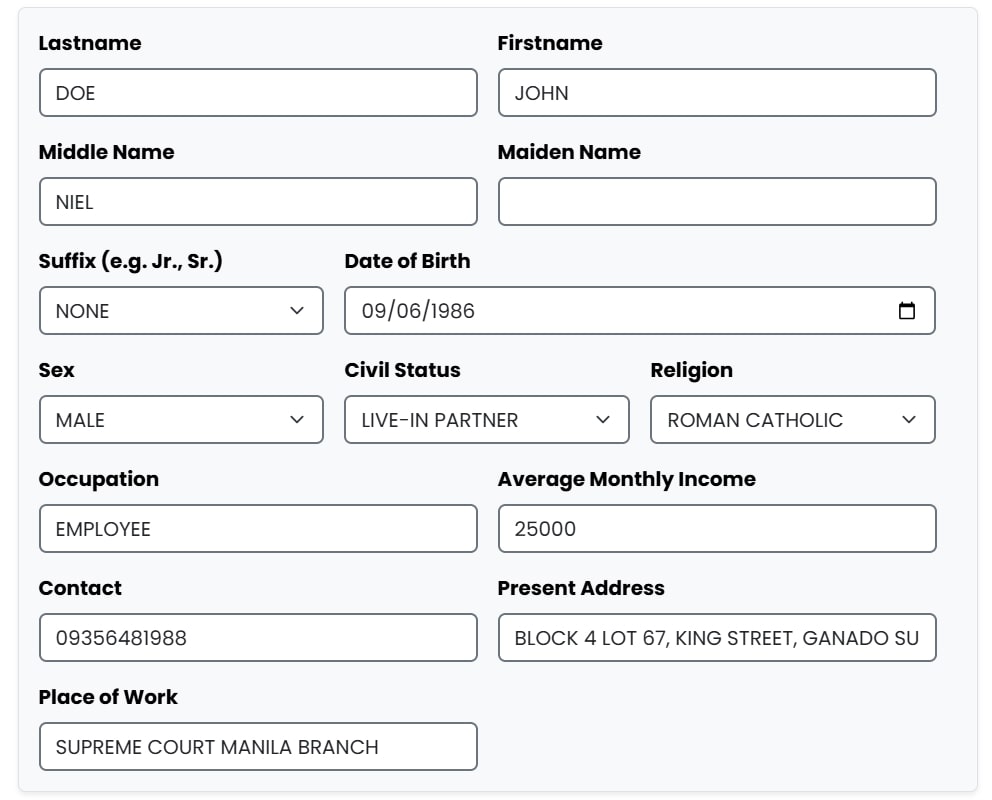 Lastname Firstname
DOE JOHN
Middle Name Maiden Name
NIEL
Suffix (e.g. Jr., Sr.) Date of Birth
NONE 09/06/1986
Sex Civil Status Religion
MALE LIVE-IN PARTNER ROMAN CATHOLIC
Occupation Average Monthly Income
EMPLOYEE 25000
Contact Present Address
09356481988 BLOCK 4 LOT 67, KING STREET, GANADO SU
Place of Work
SUPREME COURT MANILA BRANCH